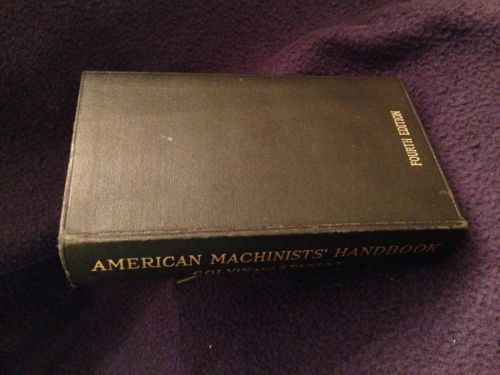 FOURTH EDITION
AMERICAN MACHINISTS' HANDBOOK
COLVIN AND STANLEY